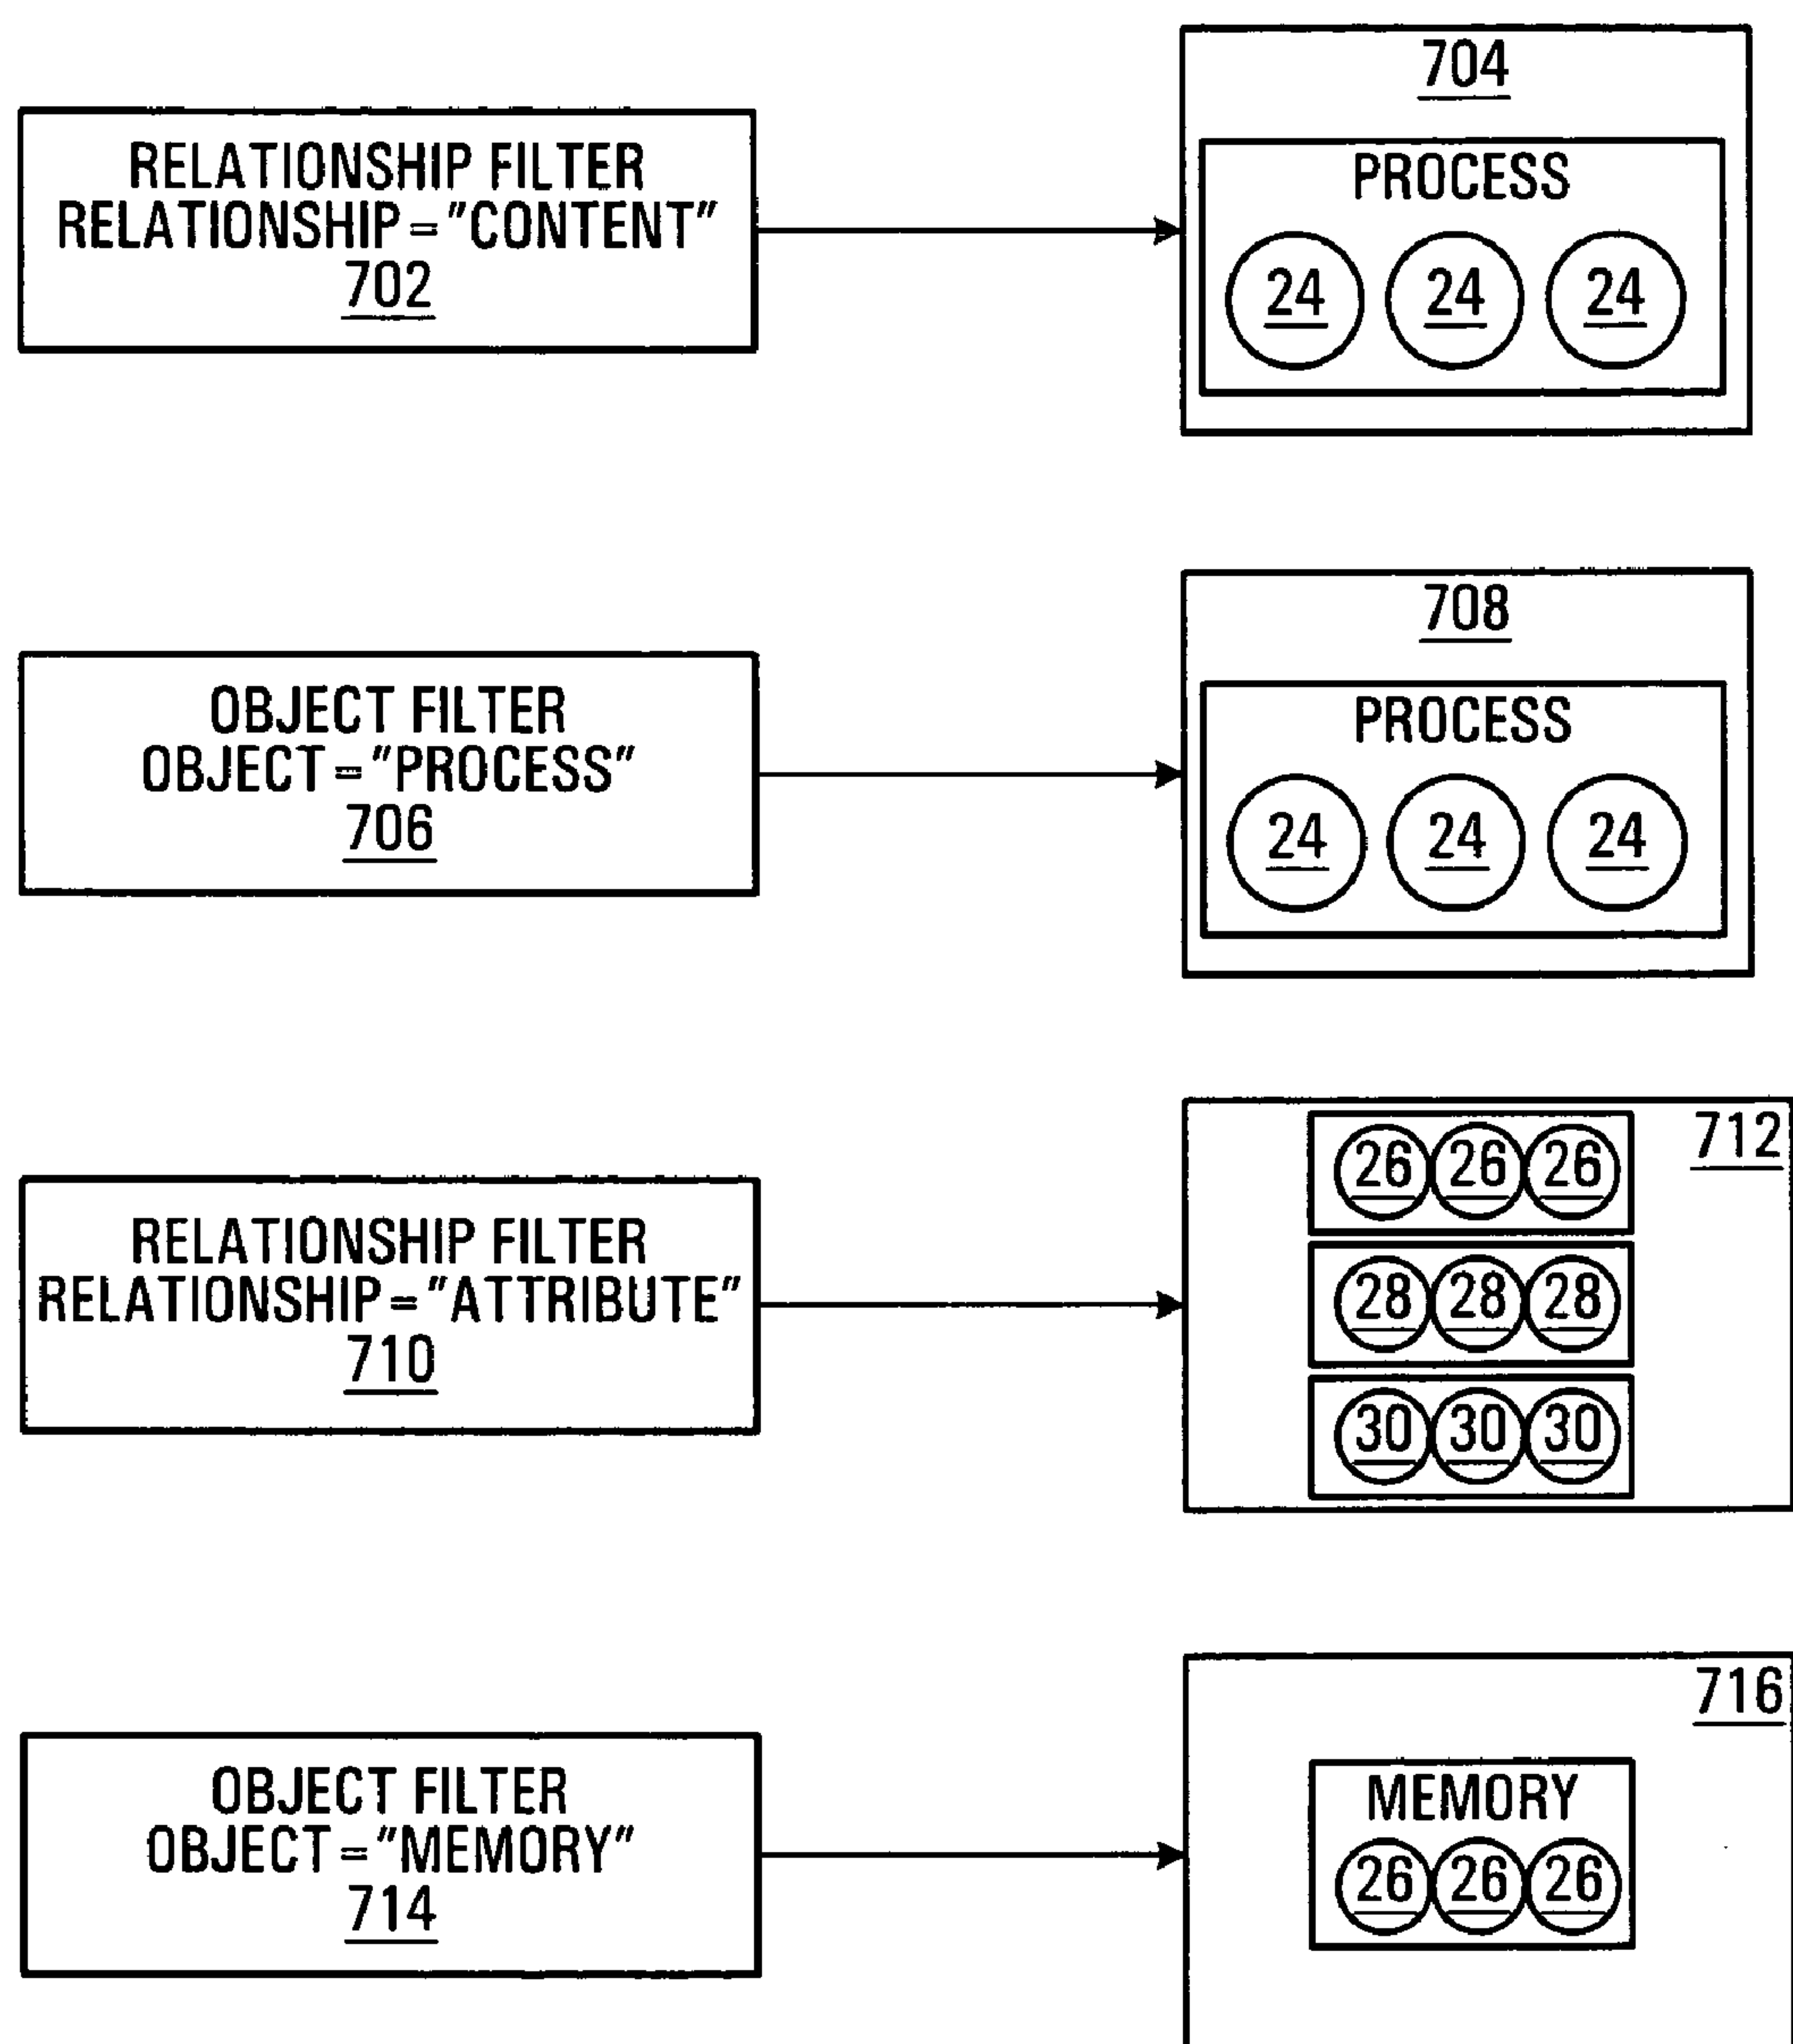 RELATIONSHIP FILTER
RELATIONSHIP="CONTENT"
702
704
PROCESS
24 24 24
OBJECT FILTER
OBJECT="PROCESS"
706
708
PROCESS
24 24 24
RELATIONSHIP FILTER
RELATIONSHIP="ATTRIBUTE"
710
712
26 26 26
28 28 28
30 30 30
OBJECT FILTER
OBJECT="MEMORY"
714
716
MEMORY
26 26 26